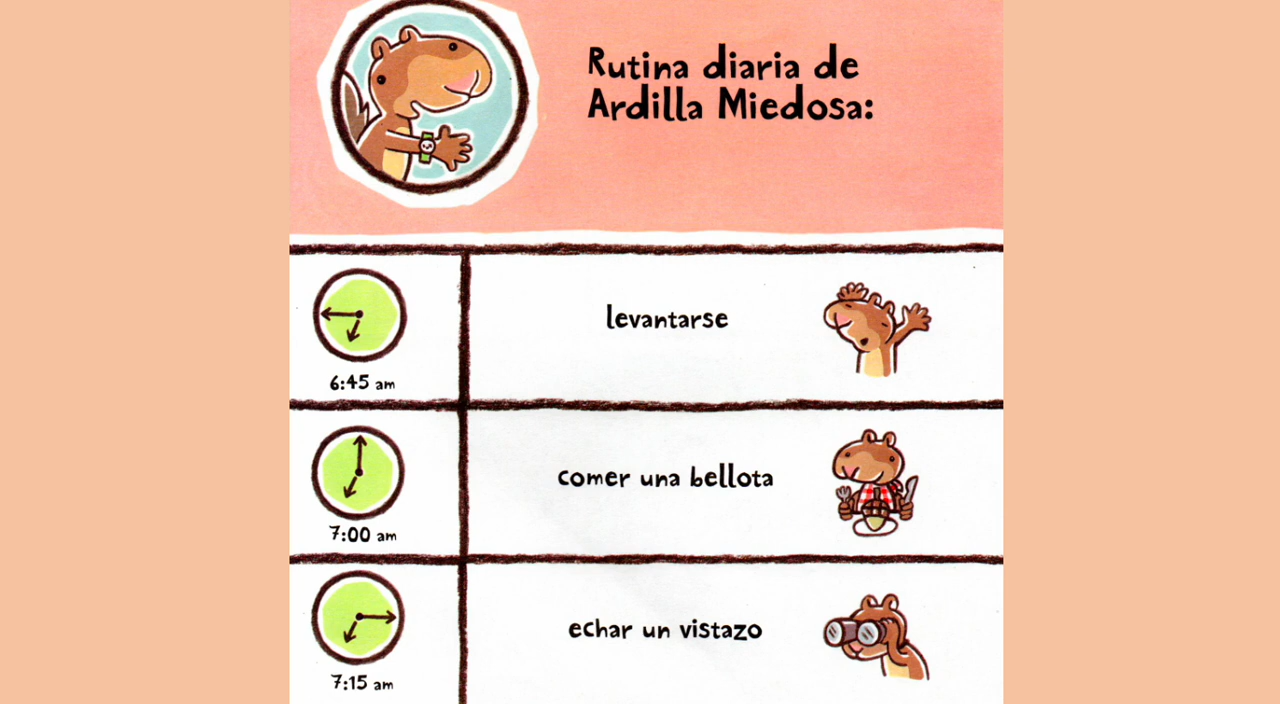 Rutina diaria de
Ardilla Miedosa:
levantarse
6:45 am
comer una bellota
7:00 am
echar un vistazo
7:15 am